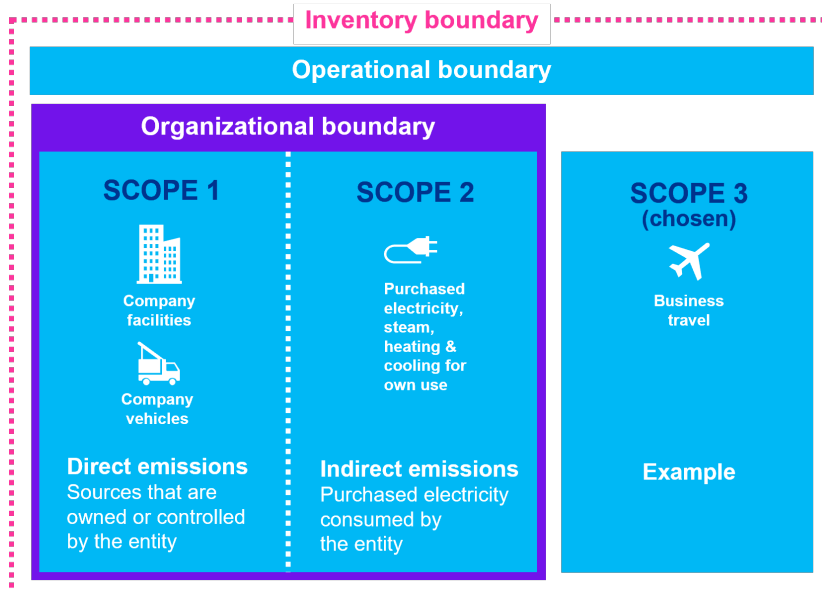 Inventory boundary
Operational boundary
Organizational boundary
SCOPE 1
Company
facilities
Company
vehicles
Direct emissions
Sources that are
owned or controlled
by the entity
SCOPE 2
Purchased
electricity,
steam,
heating &
cooling for
own use
Indirect emissions
Purchased electricity
consumed by
the entity
SCOPE 3
(chosen)
Business
travel
Example